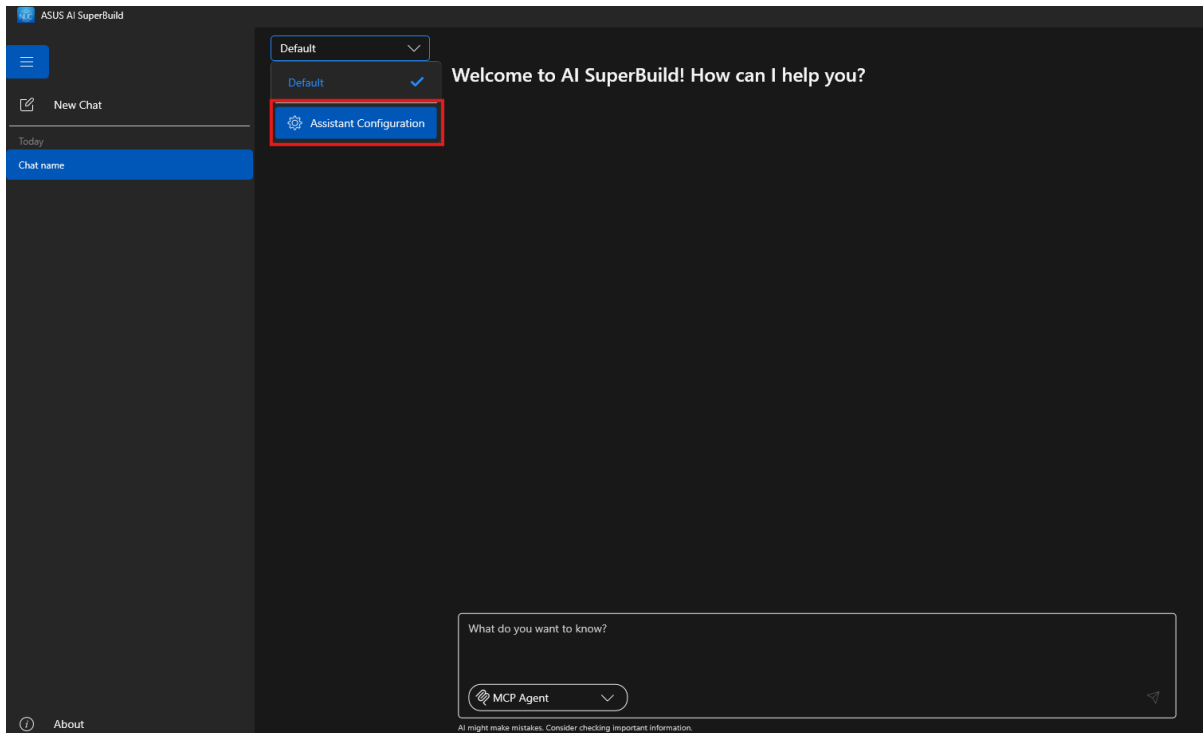 ASUS AI SuperBuild
New Chat
Today
Chat name
About
Default
Default
Assistant Configuration
Welcome to AI SuperBuild! How can I help you?
What do you want to know?
MCP Agent
AI might make mistakes. Consider checking important information.